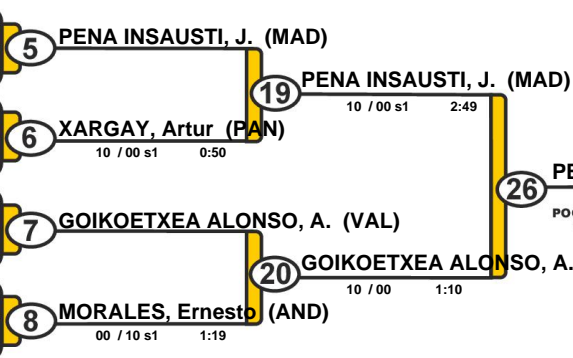 5 PENA INSAUSTI, J. (MAD)
19 PENA INSAUSTI, J. (MAD)
10 / 00 s1 2:49
6 XARGAY, Artur (PAN)
10 / 00 s1 0:50
26
7 GOIKOETXEA ALONSO, A. (VAL)
20 GOIKOETXEA ALONSO, A.
10 / 00 1:10
8 MORALES, Ernesto (AND)
00 / 10 s1 1:19